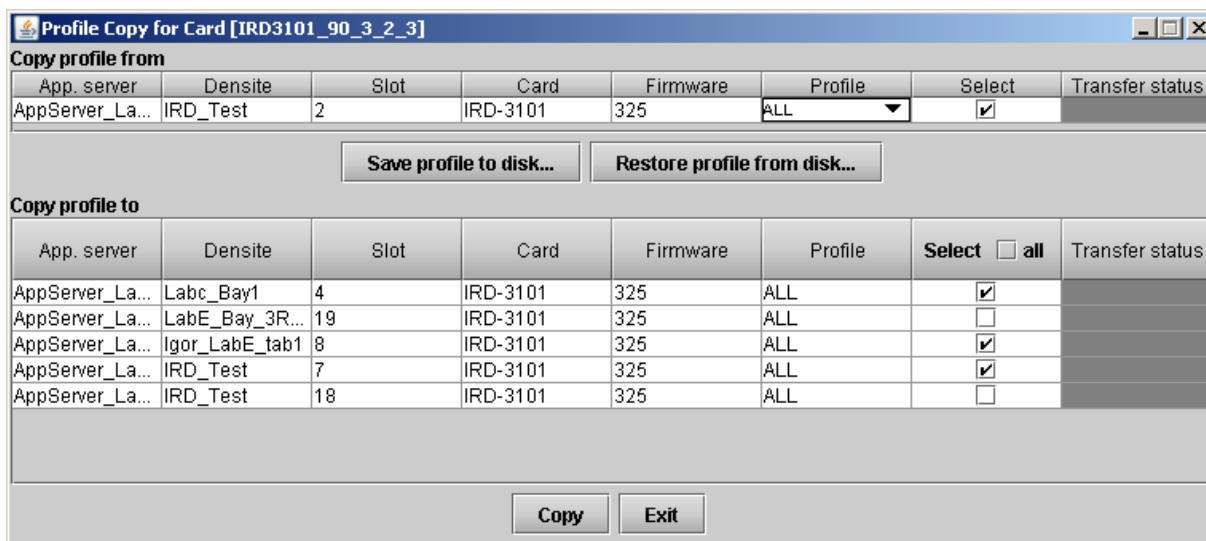 Profile Copy for Card [IRD3101_90_3_2_3]
Copy profile from
App. server Densite Slot Card Firmware Profile Select Transfer status
AppServer_La... IRD_Test 2 IRD-3101 325 ALL
Save profile to disk... Restore profile from disk...
Copy profile to
App. server Densite Slot Card Firmware Profile Select all Transfer status
AppServer_La... Labc_Bay1 4 IRD-3101 325 ALL
AppServer_La... LabE_Bay_3R... 19 IRD-3101 325 ALL
AppServer_La... Igor_LabE_tab1 8 IRD-3101 325 ALL
AppServer_La... IRD_Test 7 IRD-3101 325 ALL
AppServer_La... IRD_Test 18 IRD-3101 325 ALL
Copy Exit